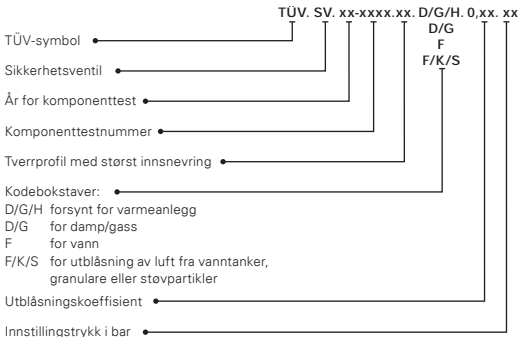 TÜV. SV. xx-xxxx.xx. D/G/H. 0,xx. xx
D/G
F
F/K/S
TÜV-symbol
Sikkerhetsventil
År for komponenttest
Komponenttestnummer
Tverrprofil med størst innsnevring
Kodebokstaver:
D/G/H forsynt for varmeanlegg
D/G for damp/gass
F for vann
F/K/S for utblåsning av luft fra vanntanker,
granulare eller støvpartikler
Utblåsningskoeffisient
Innstillingstrykk i bar